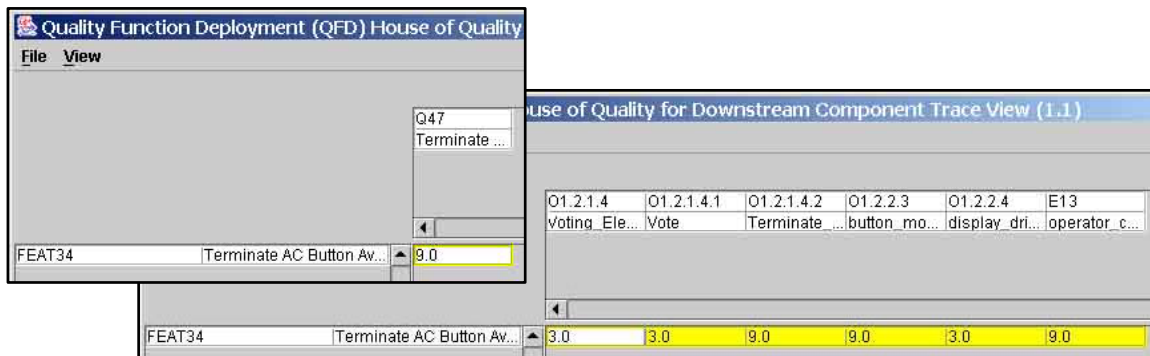 Quality Function Deployment (QFD) House of Quality
File View
Q47
Terminate ...
FEAT34 Terminate AC Button Av... 9.0
use of Quality for Downstream Component Trace View (1.1)
O1.2.1.4 O1.2.1.4.1 O1.2.1.4.2 O1.2.2.3 O1.2.2.4 E13
Voting_Ele... Vote Terminate_... button_mo... display_dri... operator_c...
FEAT34 Terminate AC Button Av... 3.0 3.0 9.0 9.0 3.0 9.0